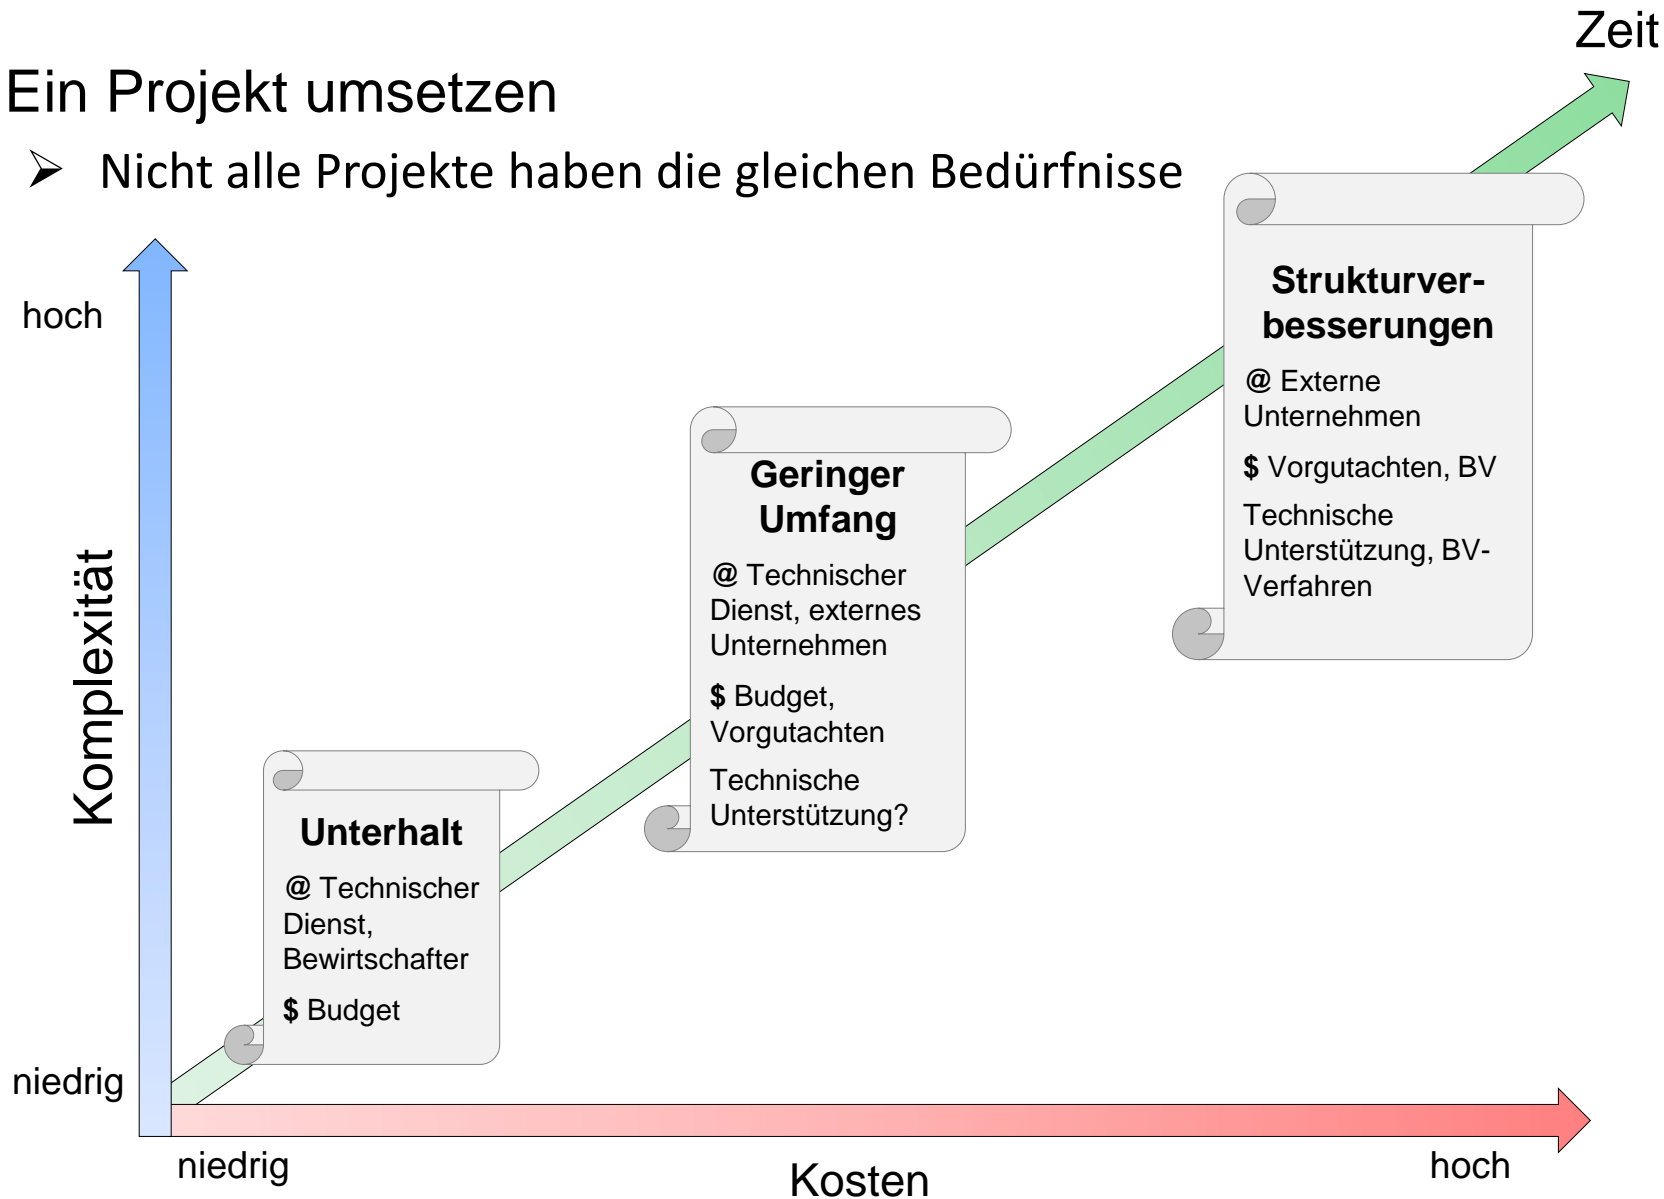 Zeit
Ein Projekt umsetzen
➢ Nicht alle Projekte haben die gleichen Bedürfnisse
hoch
Komplexität
niedrig
Unterhalt
@ Technischer
Dienst,
Bewirtschafter
$ Budget
Geringer
Umfang
@ Technischer
Dienst, externes
Unternehmen
$ Budget,
Vorgutachten
Technische
Unterstützung?
Strukturver-
besserungen
@ Externe
Unternehmen
$ Vorgutachten, BV
Technische
Unterstützung, BV-
Verfahren
niedrig
Kosten
hoch